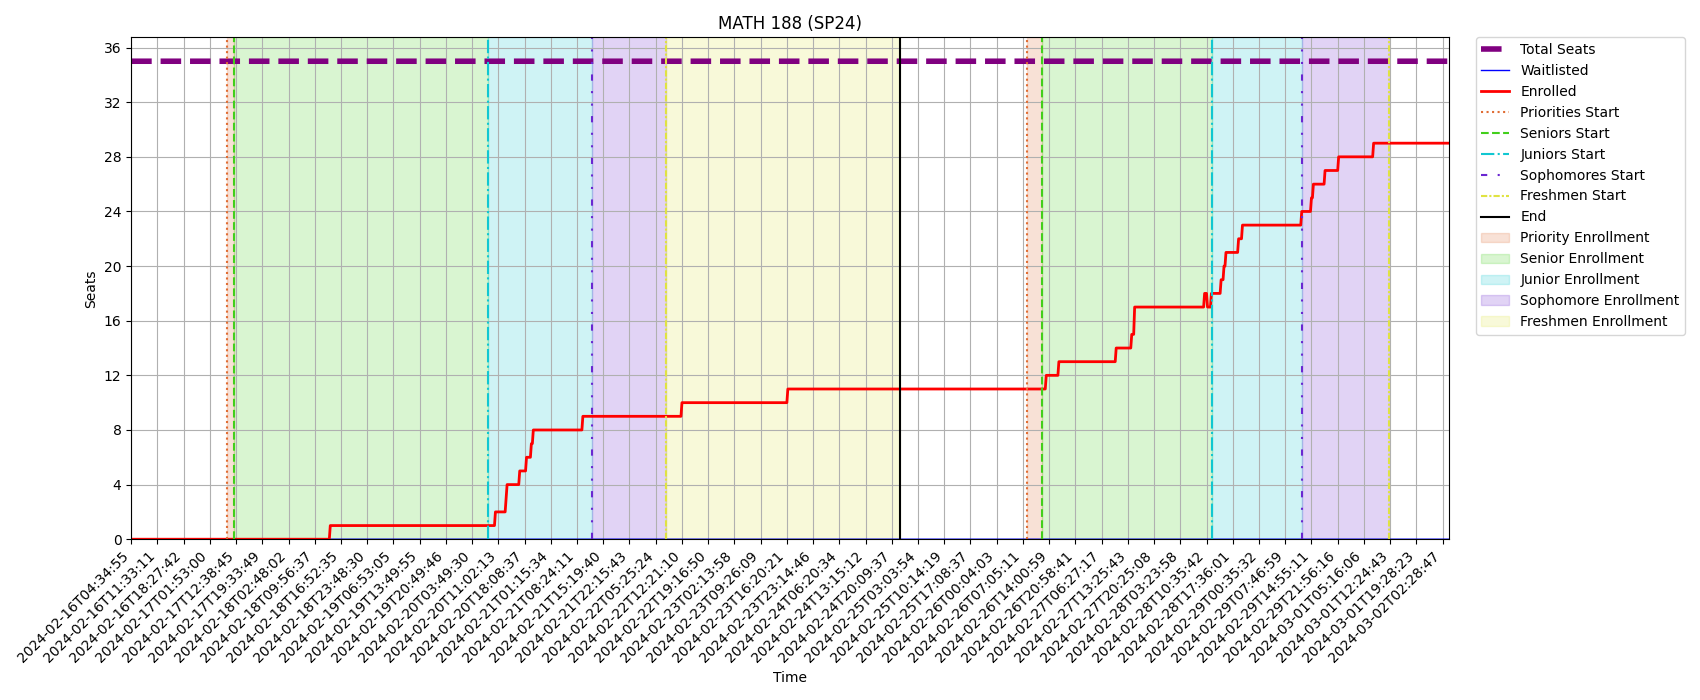 MATH 188 (SP24)
36
32
28
24
20
16
12
8
4
0
Seats
2024-02-16T04:34:55
2024-02-16T11:33:11
2024-02-16T18:27:42
2024-02-17T01:53:00
2024-02-17T12:38:45
2024-02-17T19:33:49
2024-02-18T02:48:02
2024-02-18T09:56:37
2024-02-18T16:52:35
2024-02-18T23:48:30
2024-02-19T06:53:05
2024-02-19T13:49:55
2024-02-19T20:49:46
2024-02-20T03:49:30
2024-02-20T11:02:13
2024-02-20T18:08:37
2024-02-21T01:15:34
2024-02-21T08:24:11
2024-02-21T15:19:40
2024-02-21T22:15:43
2024-02-22T05:25:24
2024-02-22T12:21:10
2024-02-22T19:16:50
2024-02-23T02:13:58
2024-02-23T09:26:09
2024-02-23T16:20:21
2024-02-23T23:14:46
2024-02-24T06:20:34
2024-02-24T13:15:12
2024-02-24T20:09:37
2024-02-25T03:03:54
2024-02-25T10:14:19
2024-02-25T17:08:37
2024-02-26T00:04:03
2024-02-26T07:05:11
2024-02-26T14:00:59
2024-02-26T20:58:41
2024-02-27T06:27:17
2024-02-27T13:25:43
2024-02-27T20:25:08
2024-02-28T03:23:58
2024-02-28T10:35:42
2024-02-28T17:36:01
2024-02-29T00:35:32
2024-02-29T07:46:59
2024-02-29T14:55:11
2024-02-29T21:56:16
2024-03-01T05:16:06
2024-03-01T12:24:43
2024-03-01T19:28:23
2024-03-02T02:28:47
Time
Total Seats
Waitlisted
Enrolled
Priorities Start
Seniors Start
Juniors Start
Sophomores Start
Freshmen Start
End
Priority Enrollment
Senior Enrollment
Junior Enrollment
Sophomore Enrollment
Freshmen Enrollment